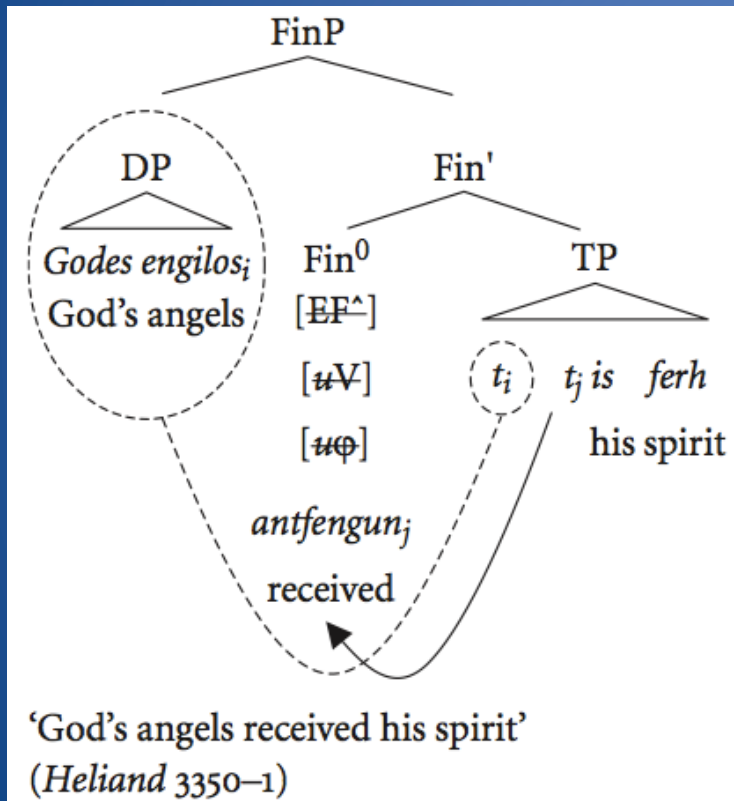 FinP
DP Fin'
Godes engilosᵢ Fin⁰ TP
God's angels [EF^]
[uV] tᵢ tⱼ is ferh
[uφ] his spirit
antfengunⱼ
received
'God's angels received his spirit'
(Heliand 3350–1)